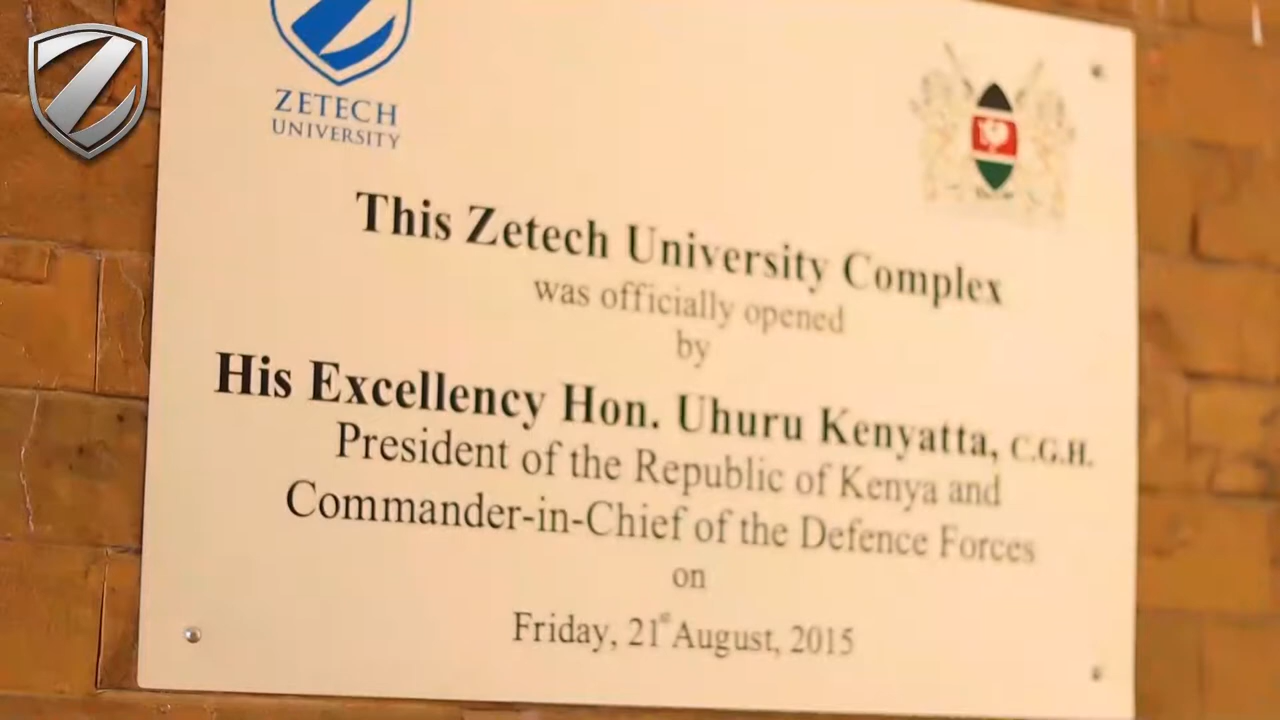 ZETECH
UNIVERSITY
This Zetech University Complex
was officially opened
by
His Excellency Hon. Uhuru Kenyatta, C.G.H.
President of the Republic of Kenya and
Commander-in-Chief of the Defence Forces
on
Friday, 21st August, 2015